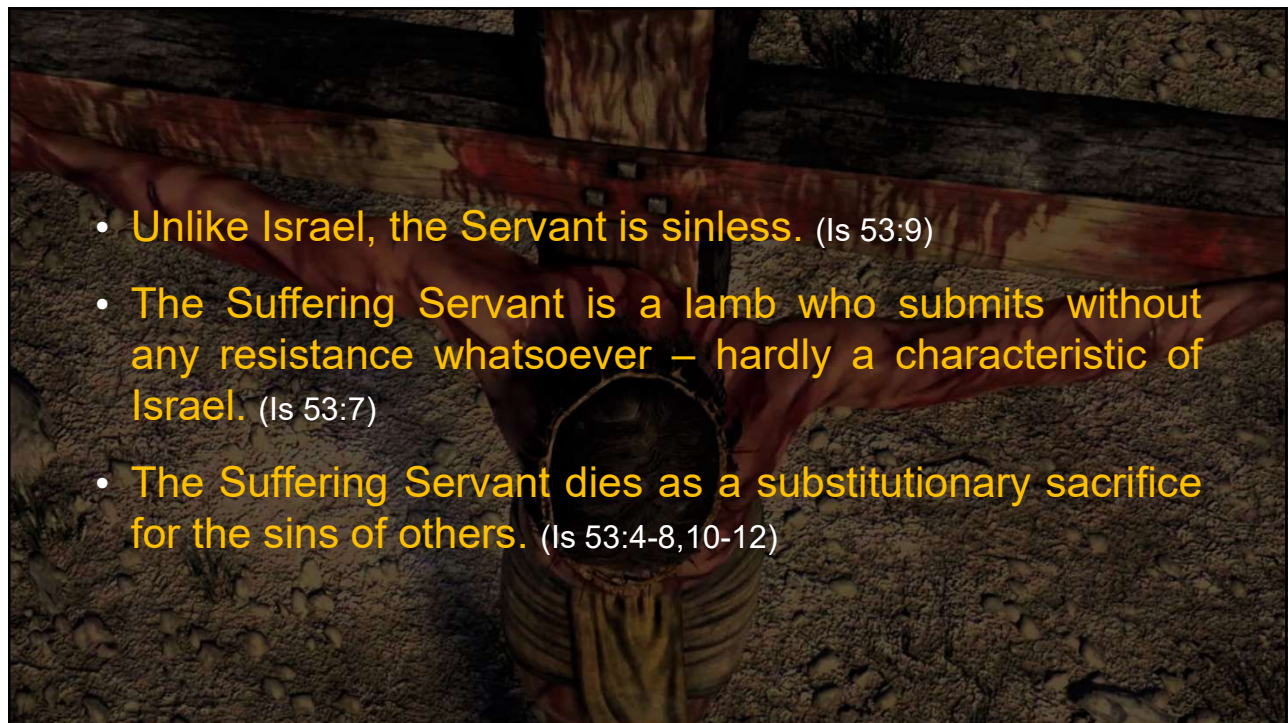 • Unlike Israel, the Servant is sinless. (Is 53:9)
• The Suffering Servant is a lamb who submits without
any resistance whatsoever – hardly a characteristic of
Israel. (Is 53:7)
• The Suffering Servant dies as a substitutionary sacrifice
for the sins of others. (Is 53:4-8,10-12)